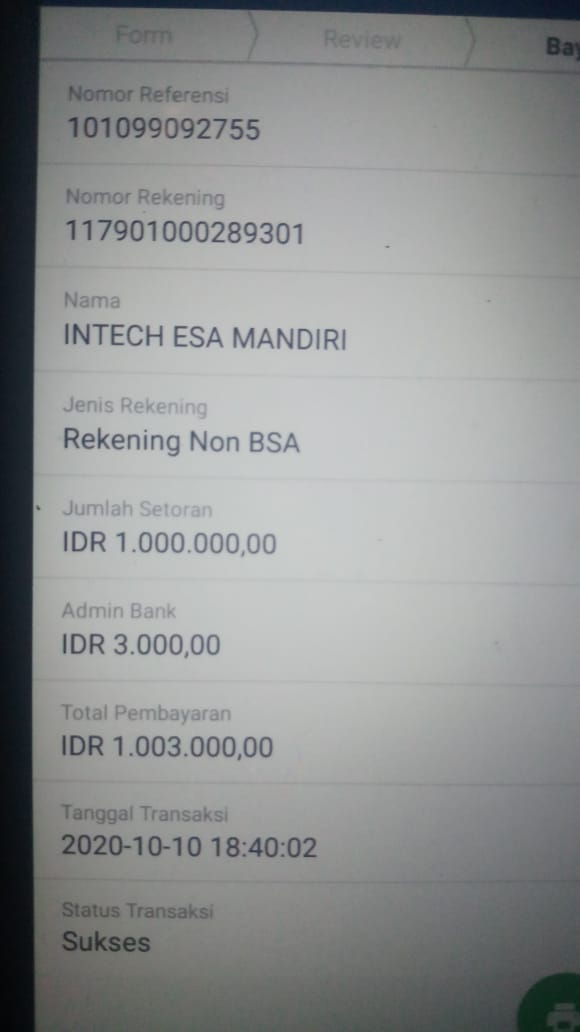 Form
Review
Nomor Referensi
101099092755
Nomor Rekening
117901000289301
Nama
INTECH ESA MANDIRI
Jenis Rekening
Rekening Non BSA
Jumlah Setoran
IDR 1.000.000,00
Admin Bank
IDR 3.000,00
Total Pembayaran
IDR 1.003.000,00
Tanggal Transaksi
2020-10-10 18:40:02
Status Transaksi
Sukses